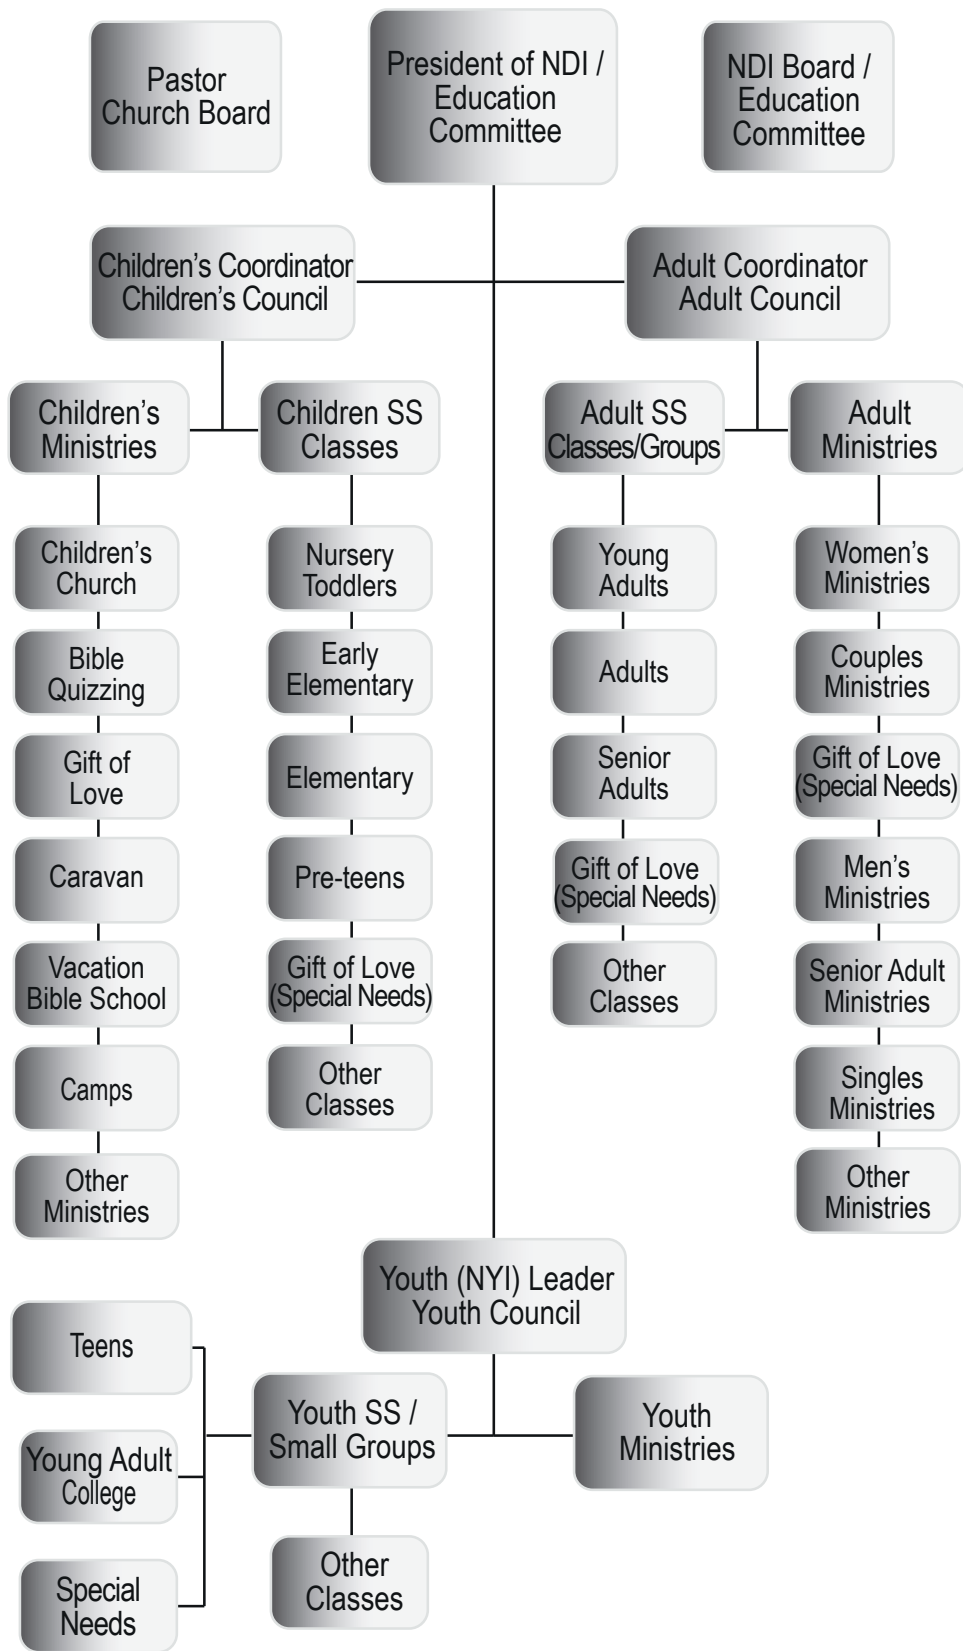 Pastor
Church Board
President of NDI /
Education
Committee
NDI Board /
Education
Committee
Children's Coordinator
Children's Council
Adult Coordinator
Adult Council
Children's
Ministries
Children SS
Classes
Adult SS
Classes/Groups
Adult
Ministries
Children's
Church
Bible
Quizzing
Gift of
Love
Caravan
Vacation
Bible School
Camps
Other
Ministries
Nursery
Toddlers
Early
Elementary
Elementary
Pre-teens
Gift of Love
(Special Needs)
Other
Classes
Young
Adults
Adults
Senior
Adults
Gift of Love
(Special Needs)
Other
Classes
Women's
Ministries
Couples
Ministries
Gift of Love
(Special Needs)
Men's
Ministries
Senior Adult
Ministries
Singles
Ministries
Other
Ministries
Youth (NYI) Leader
Youth Council
Teens
Young Adult
College
Special
Needs
Youth SS /
Small Groups
Other
Classes
Youth
Ministries